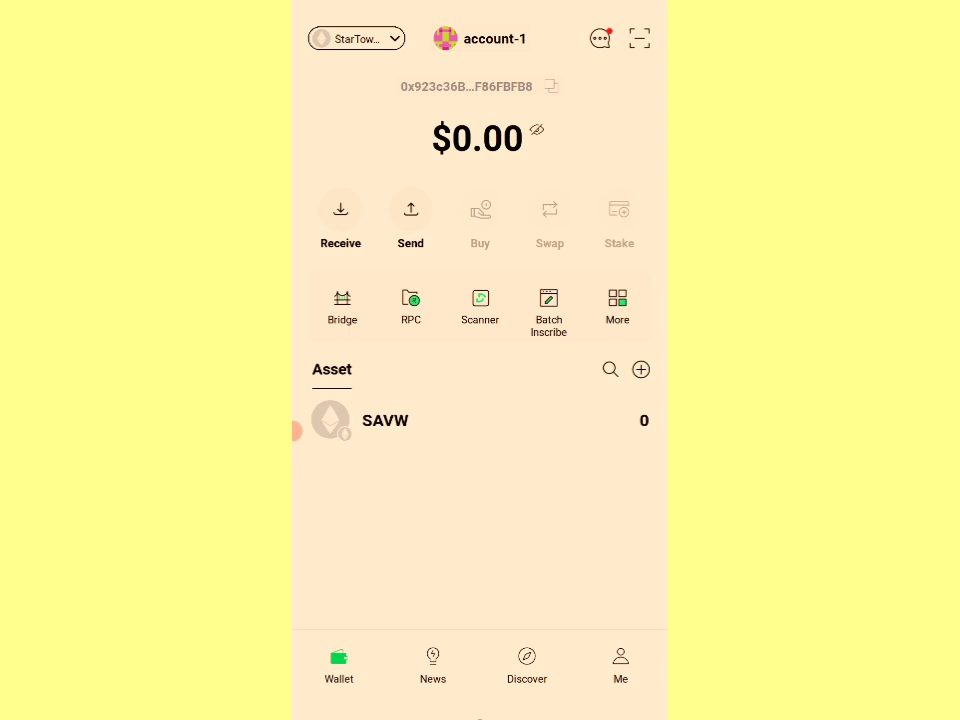 StarTow...
account-1
0x923c36B...F86FBFB8
$0.00
Receive
Send
Buy
Swap
Stake
Bridge
RPC
Scanner
Batch
Inscribe
More
Asset
SAVW
0
Wallet
News
Discover
Me